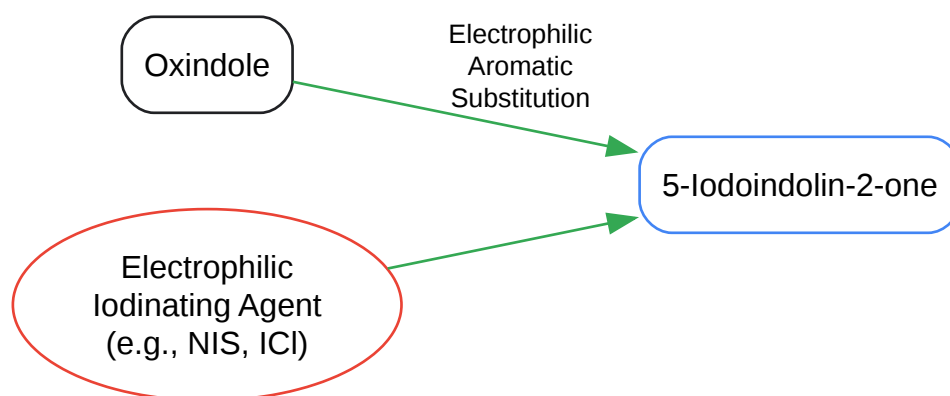 Oxindole
Electrophilic
Aromatic
Substitution
5-Iodoindolin-2-one
Electrophilic
Iodinating Agent
(e.g., NIS, ICl)